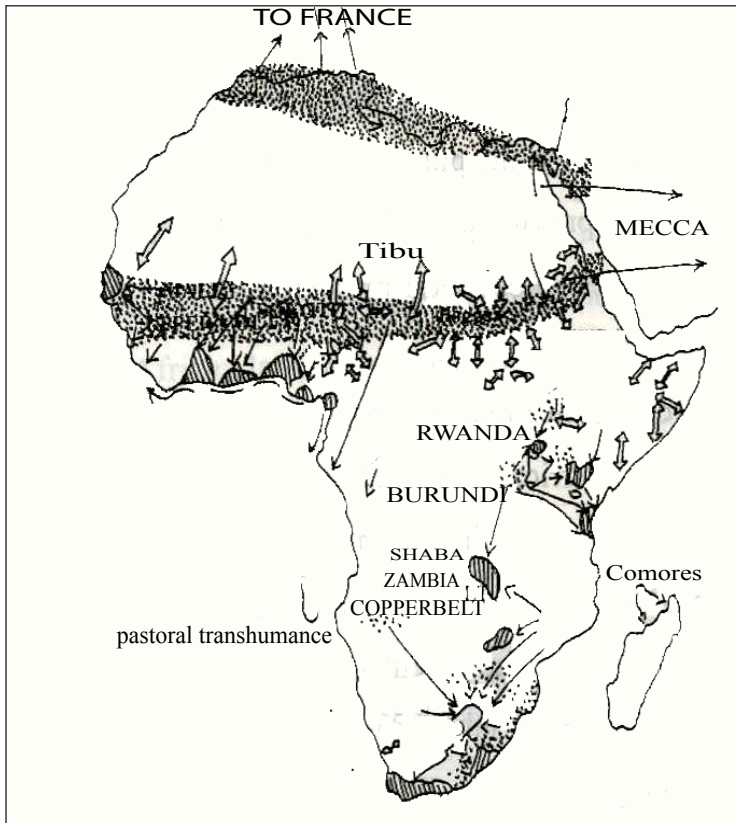 TO FRANCE
MECCA
Tibu
RWANDA
BURUNDI
SHABA
ZAMBIA
COPPERBELT
Comores
pastoral transhumance